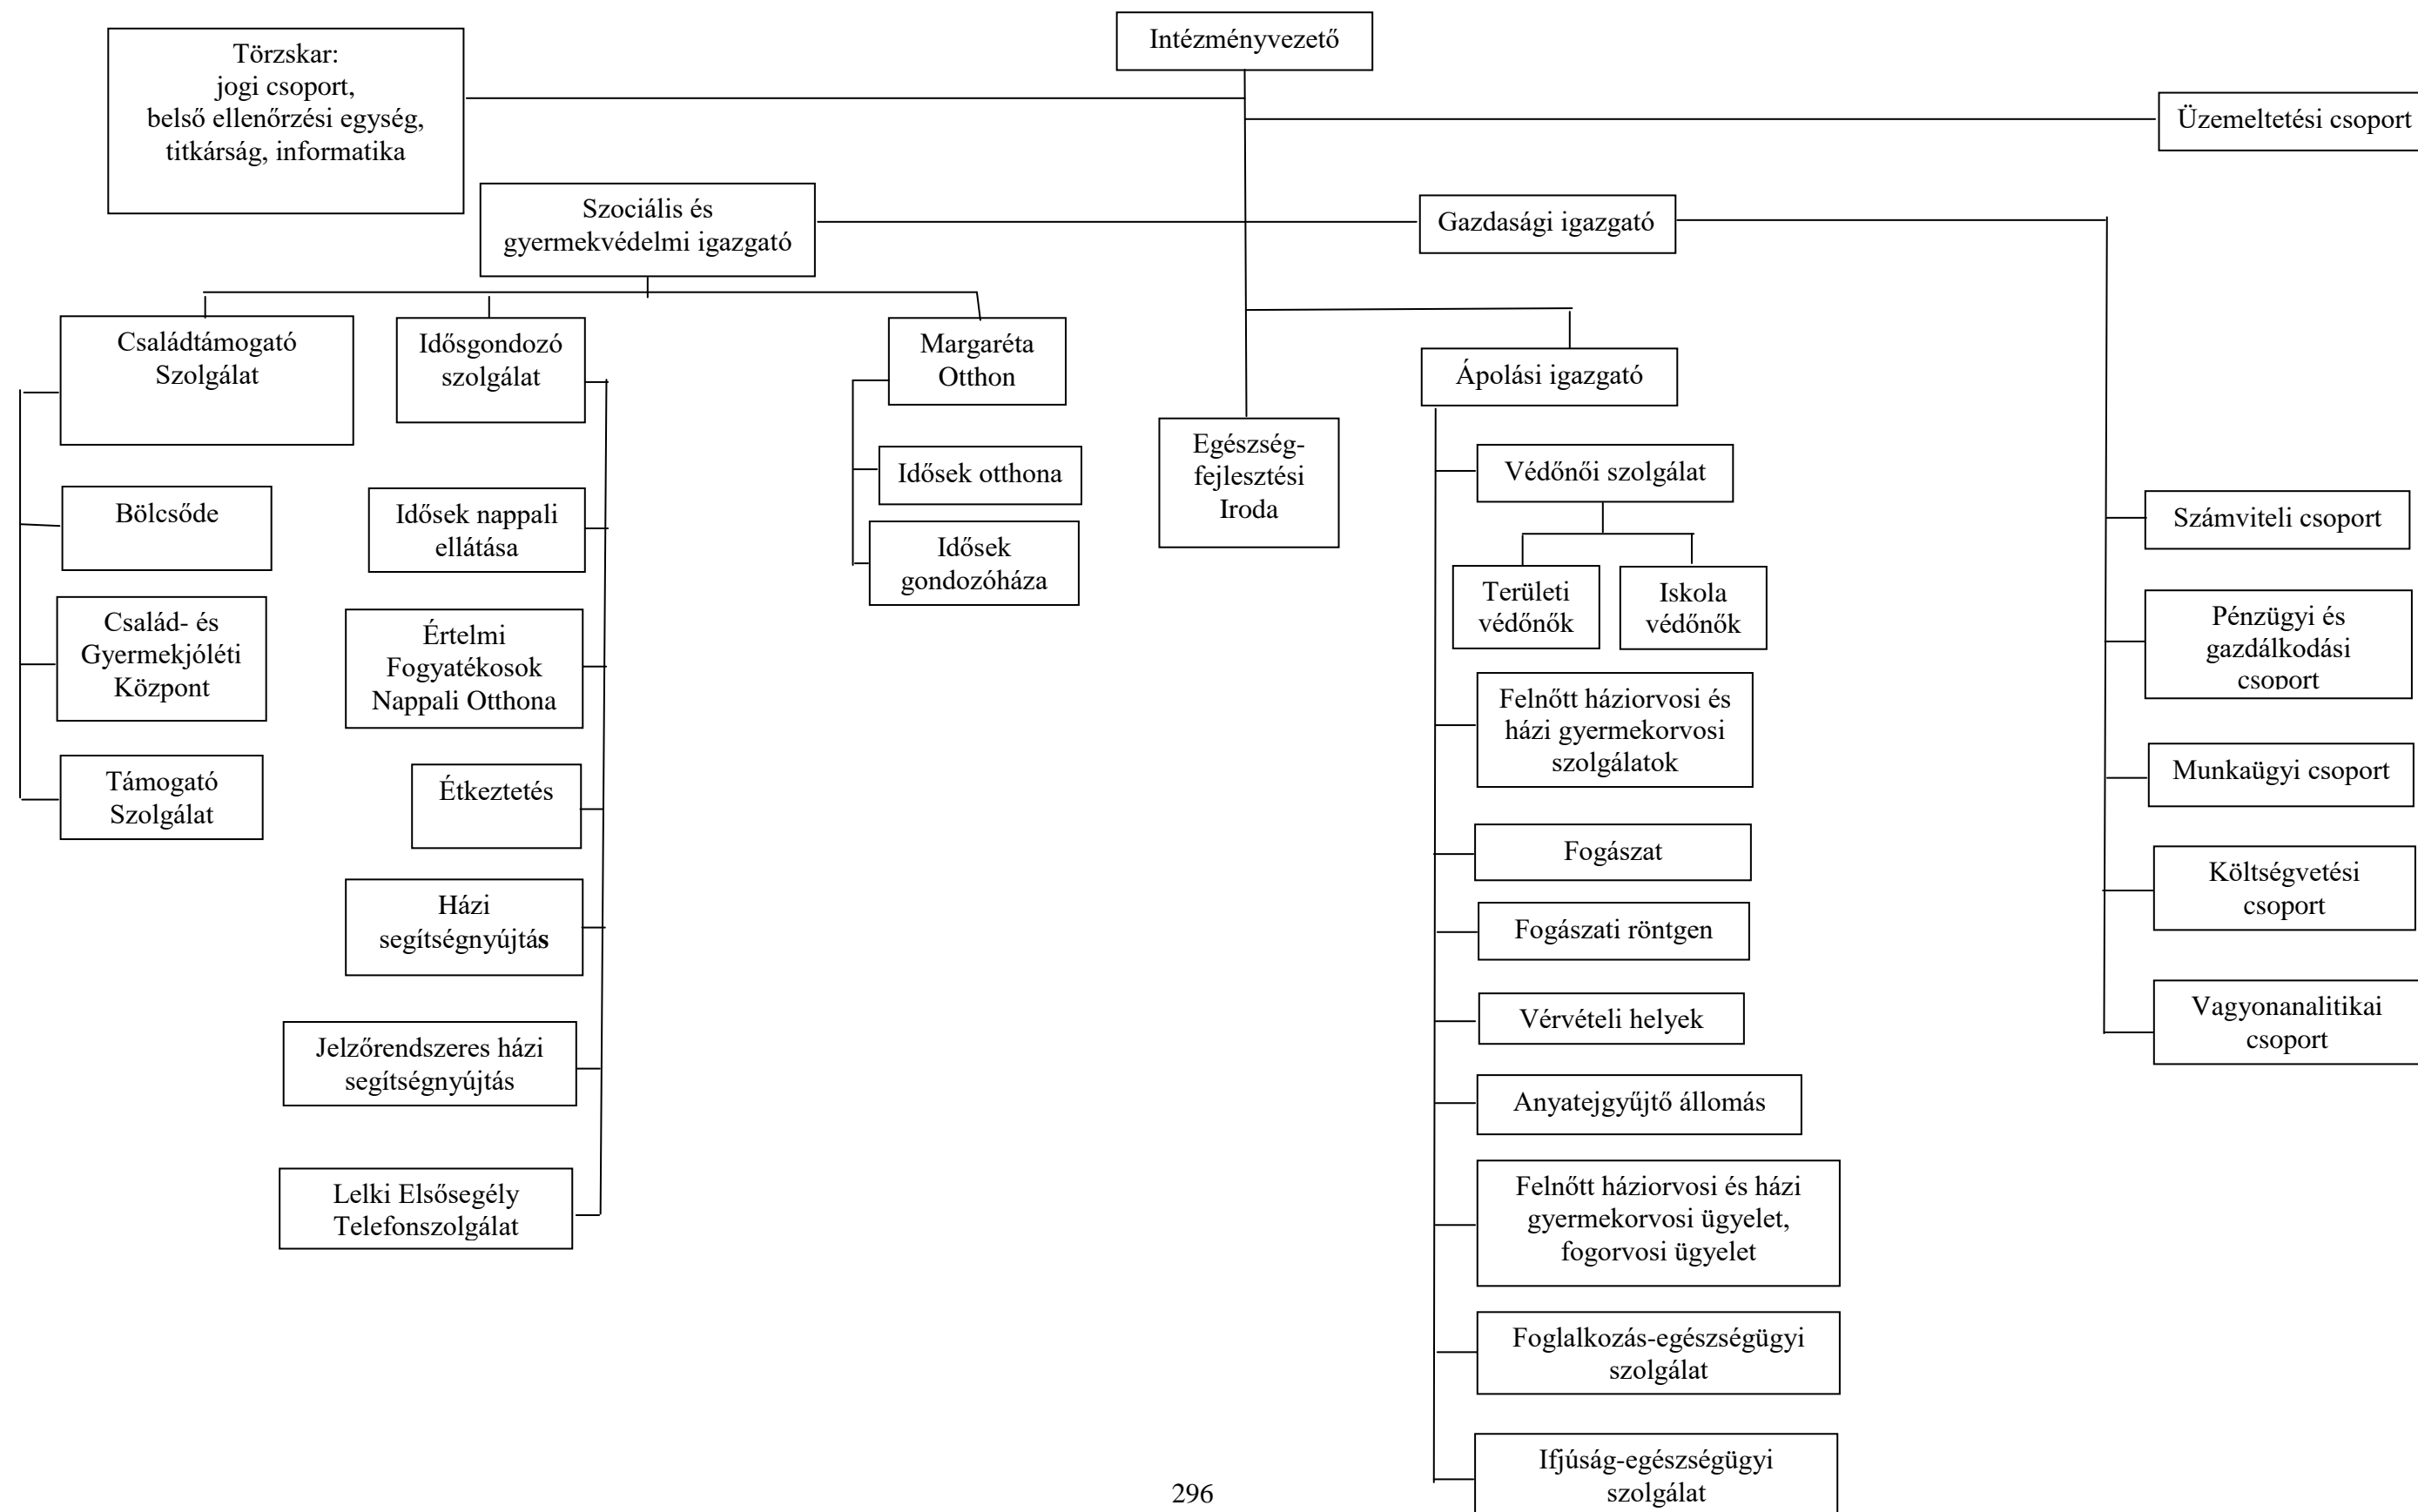 Intézményvezető
Törzskar:
jogi csoport,
belső ellenőrzési egység,
titkárság, informatika
Üzemeltetési csoport
Szociális és
gyermekvédelmi igazgató
Gazdasági igazgató
Családtámogató
Szolgálat
Bölcsőde
Család- és
Gyermekjóléti
Központ
Támogató
Szolgálat
Idősgondozó
szolgálat
Idősek nappali
ellátása
Értelmi
Fogyatékosok
Nappali Otthona
Étkeztetés
Házi
segítségnyújtás
Jelzőrendszeres házi
segítségnyújtás
Lelki Elsősegély
Telefonszolgálat
Margaréta
Otthon
Idősek otthona
Idősek
gondozóháza
Egészség-
fejlesztési
Iroda
Ápolási igazgató
Védőnői szolgálat
Területi
védőnők
Iskola
védőnők
Felnőtt háziorvosi és
házi gyermekorvosi
szolgálatok
Fogászat
Fogászati röntgen
Vérvételi helyek
Anyatejgyűjtő állomás
Felnőtt háziorvosi és házi
gyermekorvosi ügyelet,
fogorvosi ügyelet
Foglalkozás-egészségügyi
szolgálat
Ifjúság-egészségügyi
szolgálat
Számviteli csoport
Pénzügyi és
gazdálkodási
csoport
Munkaügyi csoport
Költségvetési
csoport
Vagyonanalitikai
csoport
296